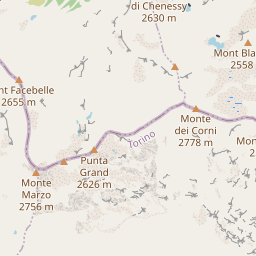 di Chenessy
2630 m
Mont Bla
2558
nt Facebelle
2655 m
Monte
dei Corni
2778 m
Torino
Mon
2
Punta
Grand
2626 m
Monte
Marzo
2756 m